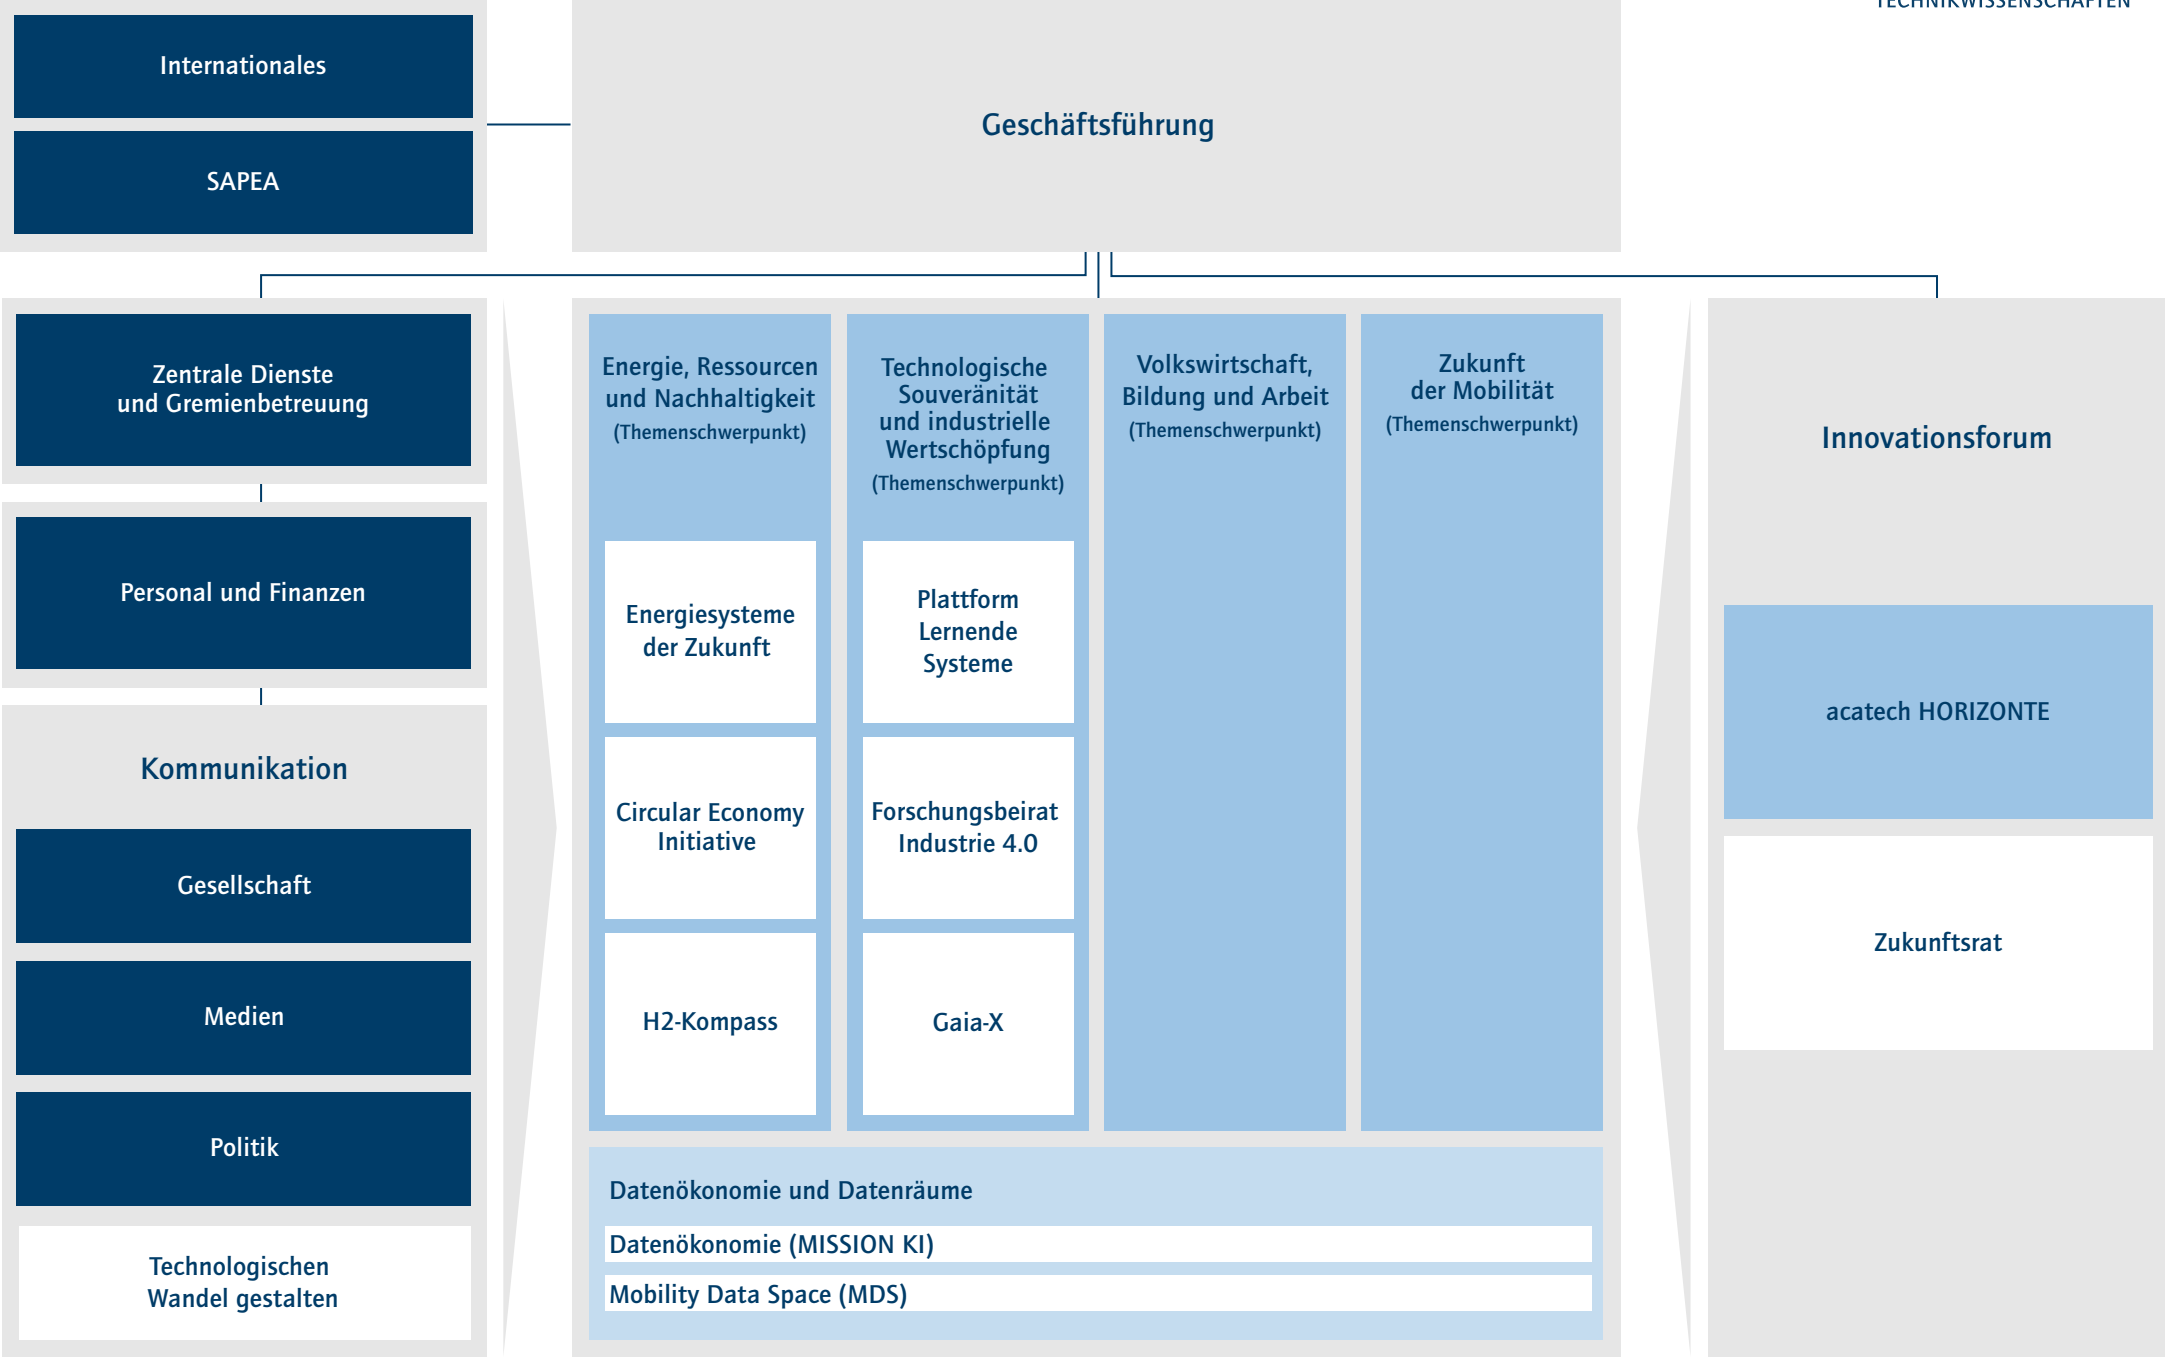 TECHNIKWISSENSCHAFTEN
Internationales
SAPEA
Geschäftsführung
Zentrale Dienste
und Gremienbetreuung
Personal und Finanzen
Kommunikation
Gesellschaft
Medien
Politik
Technologischen
Wandel gestalten
Energie, Ressourcen
und Nachhaltigkeit
(Themenschwerpunkt)
Energiesysteme
der Zukunft
Circular Economy
Initiative
H2-Kompass
Technologische
Souveränität
und industrielle
Wertschöpfung
(Themenschwerpunkt)
Plattform
Lernende
Systeme
Forschungsbeirat
Industrie 4.0
Gaia-X
Volkswirtschaft,
Bildung und Arbeit
(Themenschwerpunkt)
Zukunft
der Mobilität
(Themenschwerpunkt)
Datenökonomie und Datenräume
Datenökonomie (MISSION KI)
Mobility Data Space (MDS)
Innovationsforum
acatech HORIZONTE
Zukunftsrat